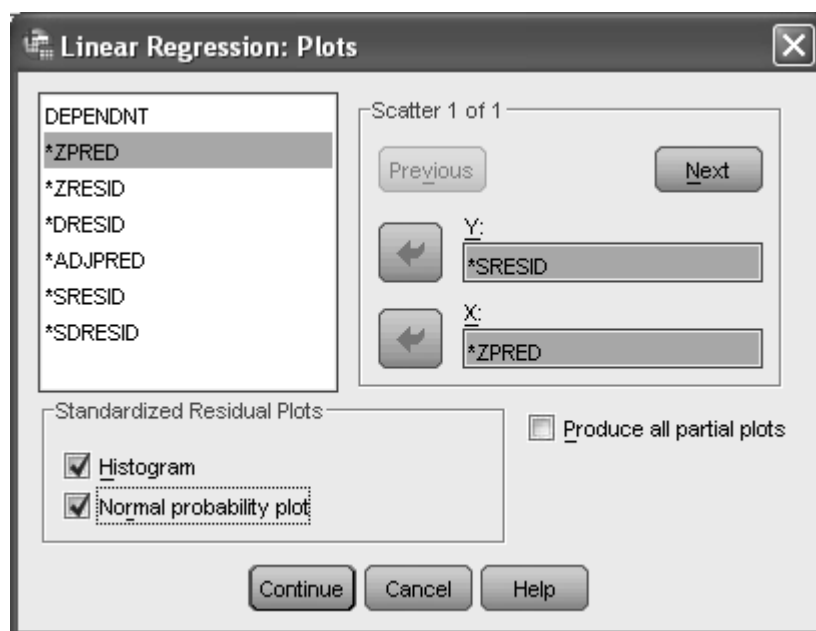 Linear Regression: Plots
DEPENDNT
*ZPRED
*ZRESID
*DRESID
*ADJPRED
*SRESID
*SDRESID
Scatter 1 of 1
Previous
Next
Y:
*SRESID
X:
*ZPRED
Standardized Residual Plots
Histogram
Normal probability plot
Produce all partial plots
Continue
Cancel
Help